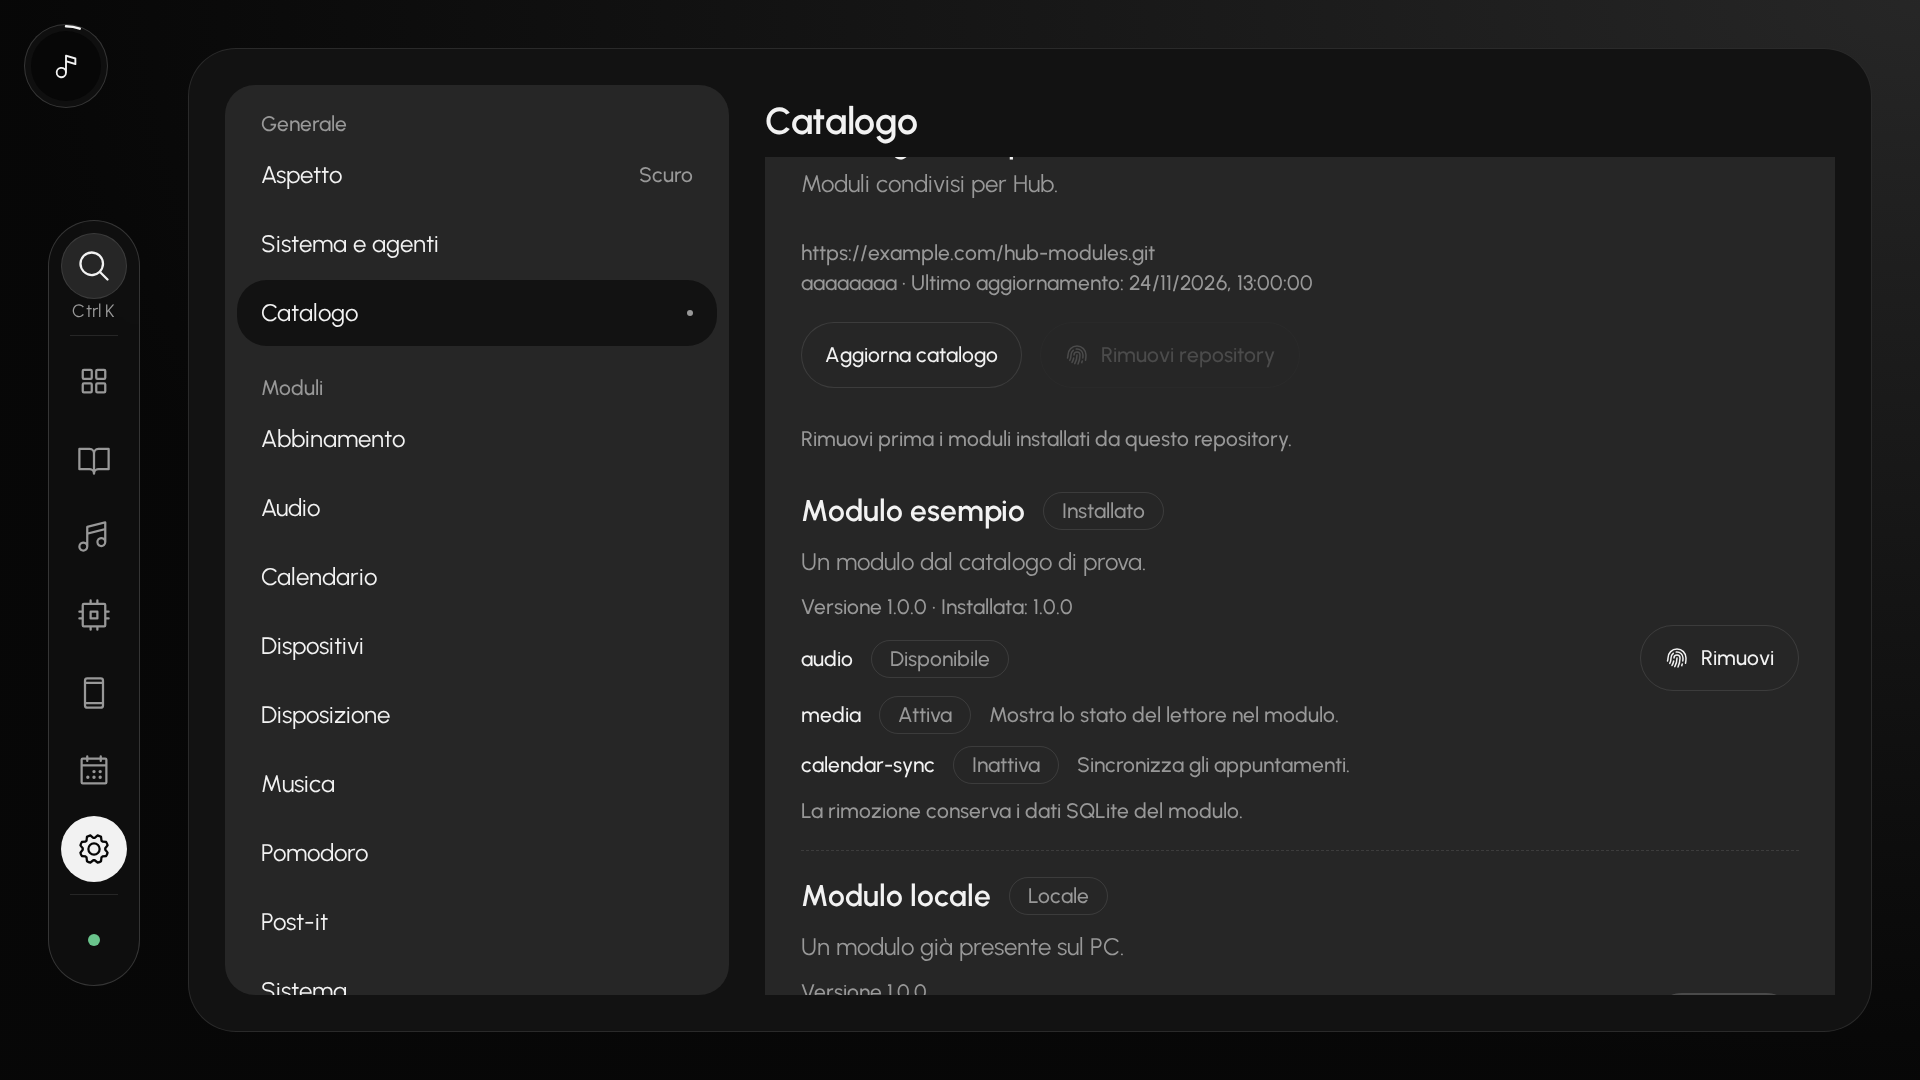 Ctrl K
Generale
Aspetto
Scuro
Sistema e agenti
Catalogo
Moduli
Abbinamento
Audio
Calendario
Dispositivi
Disposizione
Musica
Pomodoro
Post-it
Sistema
Catalogo
Moduli condivisi per Hub.
https://example.com/hub-modules.git
aaaaaaaa · Ultimo aggiornamento: 24/11/2026, 13:00:00
Aggiorna catalogo
Rimuovi repository
Rimuovi prima i moduli installati da questo repository.
Modulo esempio
Installato
Un modulo dal catalogo di prova.
Versione 1.0.0 · Installata: 1.0.0
audio
Disponibile
media
Attiva
Mostra lo stato del lettore nel modulo.
calendar-sync
Inattiva
Sincronizza gli appuntamenti.
La rimozione conserva i dati SQLite del modulo.
Rimuovi
Modulo locale
Locale
Un modulo già presente sul PC.
Versione 1.0.0